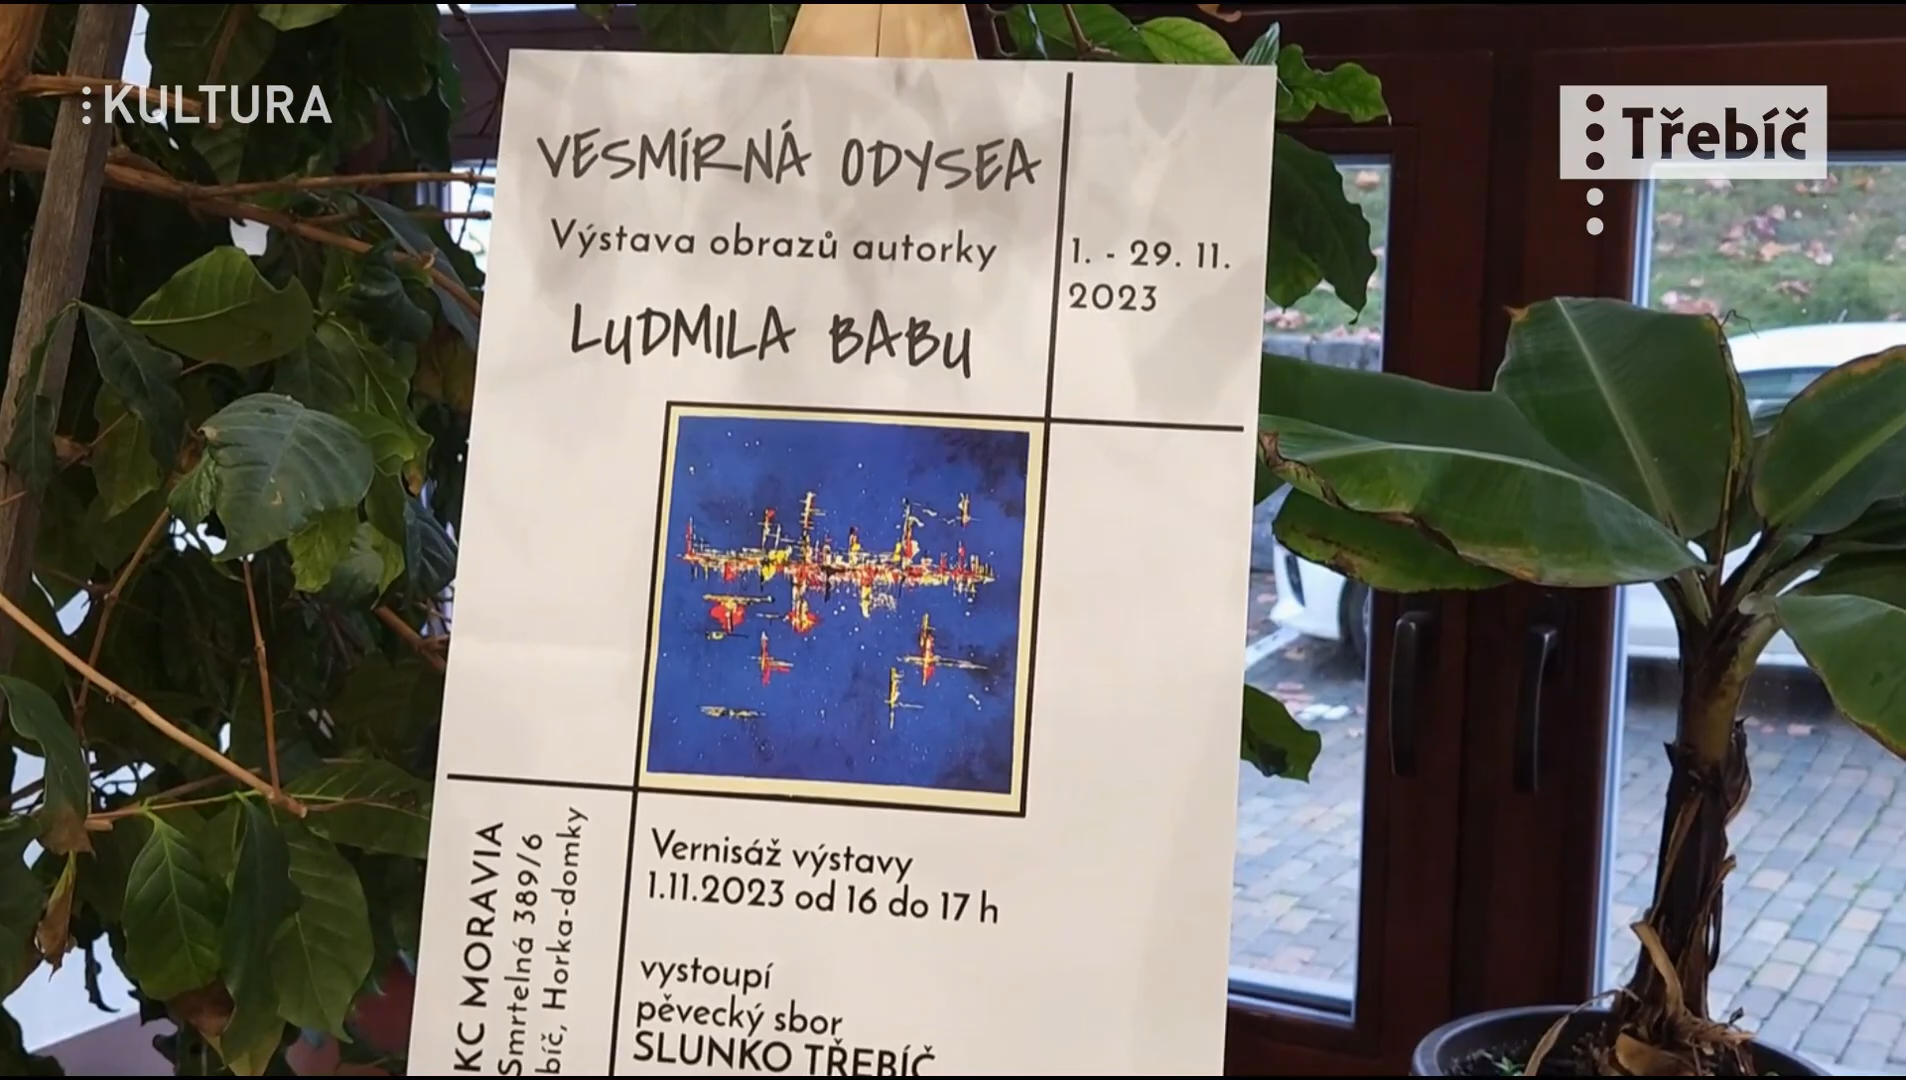 KULTURA
Třebíč
VESMÍRNÁ ODYSEA
Výstava obrazů autorky
LUDMILA BABU
1. - 29. 11.
2023
Vernisáž výstavy
1.11.2023 od 16 do 17 h
vystoupí
pěvecký sbor
SLUNKO TŘEBÍČ
KC MORAVIA
Smrtelná 389/6
bíč, Horka-domky